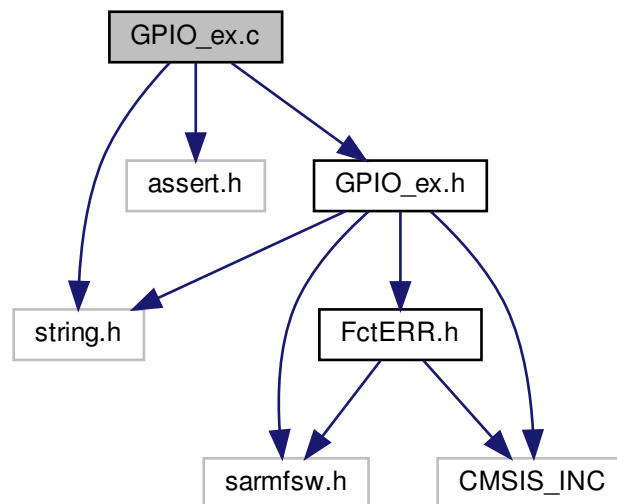 GPIO_ex.c
assert.h
GPIO_ex.h
string.h
FctERR.h
sarmfsw.h
CMSIS_INC